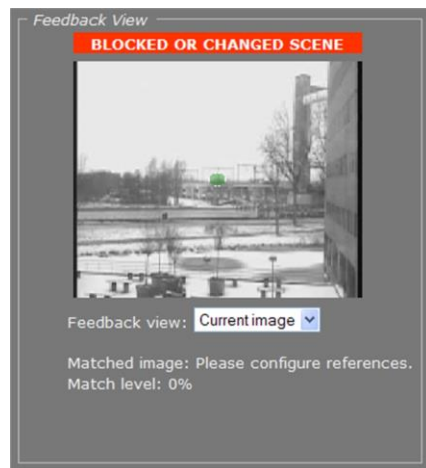 Feedback View
BLOCKED OR CHANGED SCENE
Feedback view: Current image
Matched image: Please configure references.
Match level: 0%